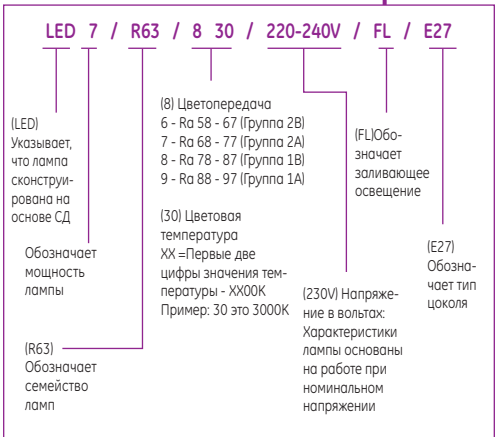 LED 7 / R63 / 8 30 / 220-240V / FL / E27
(LED)
Указывает,
что лампа
сконструи-
рована на
основе СД
Обозначает
мощность
лампы
(R63)
Обозначает
семейство
ламп
(8) Цветопередача
6 - Ra 58 - 67 (Группа 2B)
7 - Ra 68 - 77 (Группа 2A)
8 - Ra 78 - 87 (Группа 1B)
9 - Ra 88 - 97 (Группа 1A)
(30) Цветовая
температура
XX =Первые две
цифры значения тем-
пературы - XX00K
Пример: 30 это 3000K
(230V) Напряже-
ние в вольтах:
Характеристики
лампы основаны
на работе при
номинальном
напряжении
(FL)Обо-
значает
заливающее
освещение
(E27)
Обозна-
чает тип
цоколя